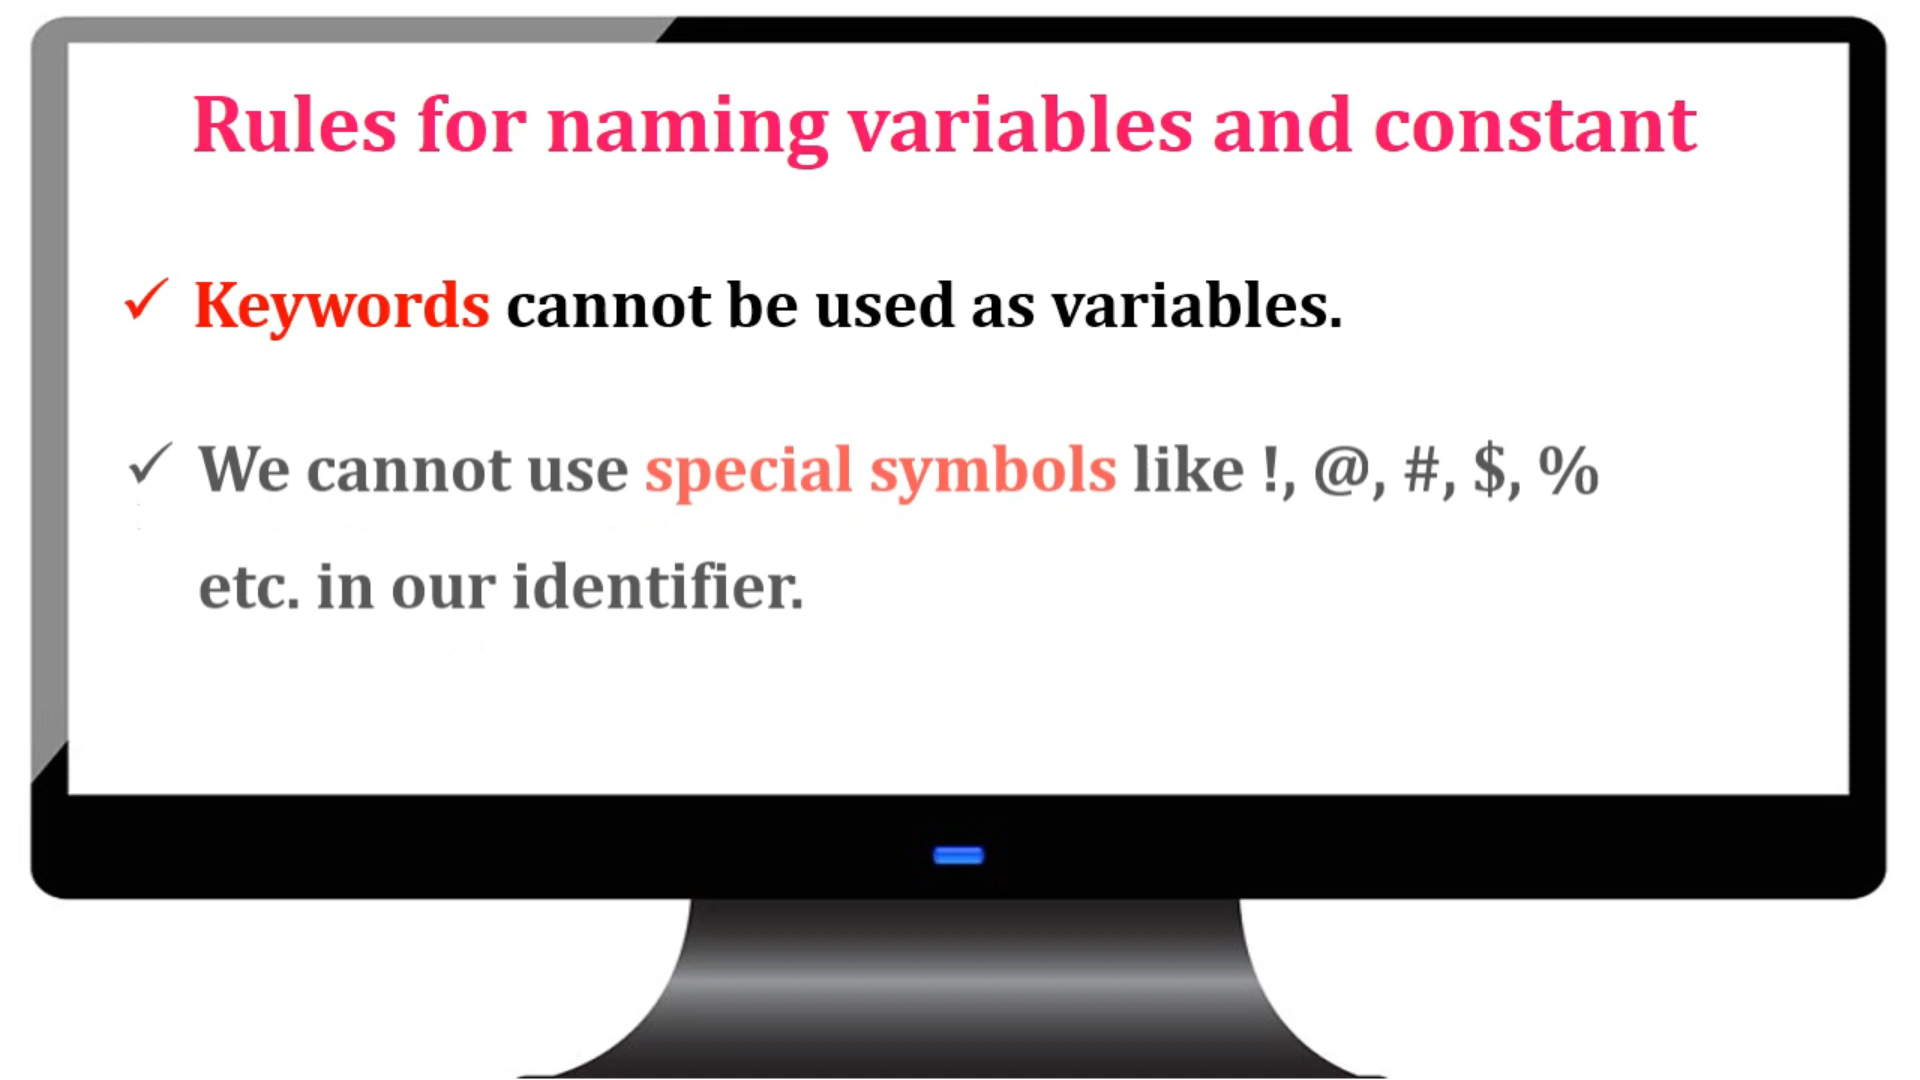 Rules for naming variables and constant
✓ Keywords cannot be used as variables.
✓ We cannot use special symbols like !, @, #, $, %
etc. in our identifier.